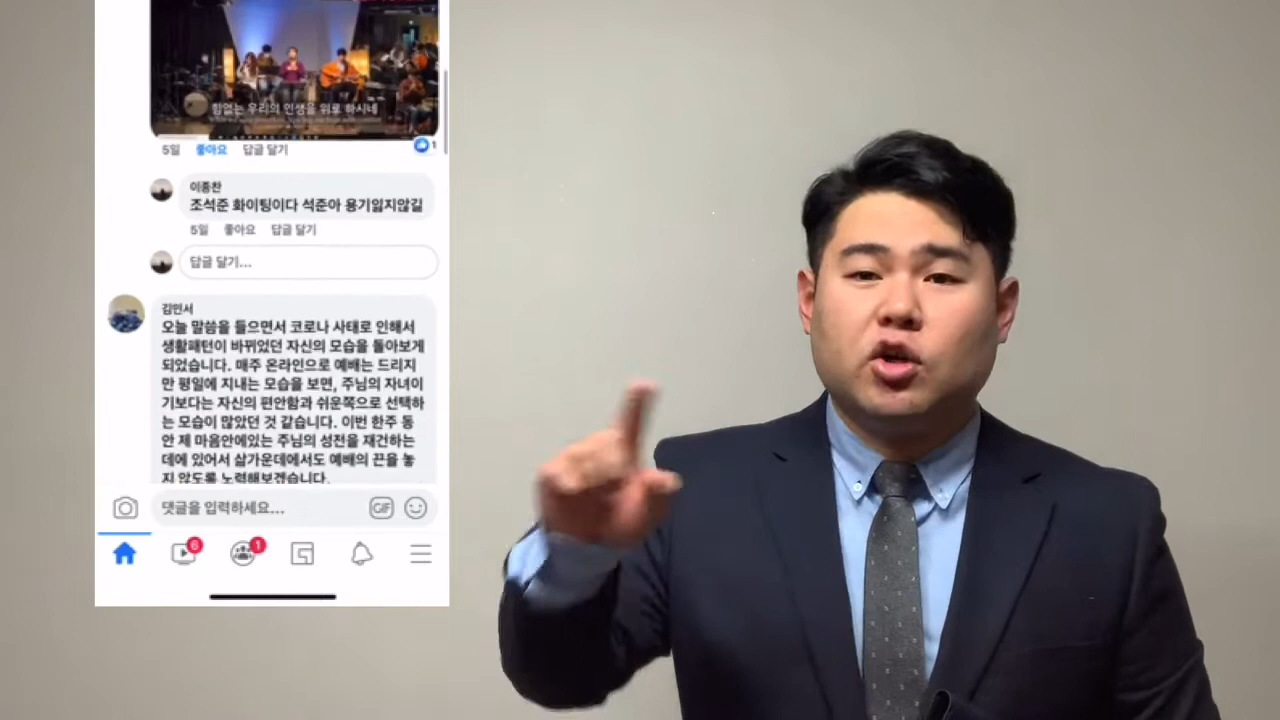 힘없는 우리의 인생을 위로 하시네
5일 좋아요 답글 달기
1
이종찬
조석준 화이팅이다 석준아 용기잃지않길
5일 좋아요 답글 달기
답글 달기...
김민서
오늘 말씀을 들으면서 코로나 사태로 인해서
생활패턴이 바뀌었던 자신의 모습을 돌아보게
되었습니다. 매주 온라인으로 예배는 드리지
만 평일에 지내는 모습을 보면, 주님의 자녀이
기보다는 자신의 편안함과 쉬운쪽으로 선택하
는 모습이 많았던 것 같습니다. 이번 한주 동
안 제 마음안에있는 주님의 성전을 재건하는
데에 있어서 삶가운데에서도 예배의 끈을 놓
지 않도록 노력해보겠습니다.
댓글을 입력하세요... GIF
6 1